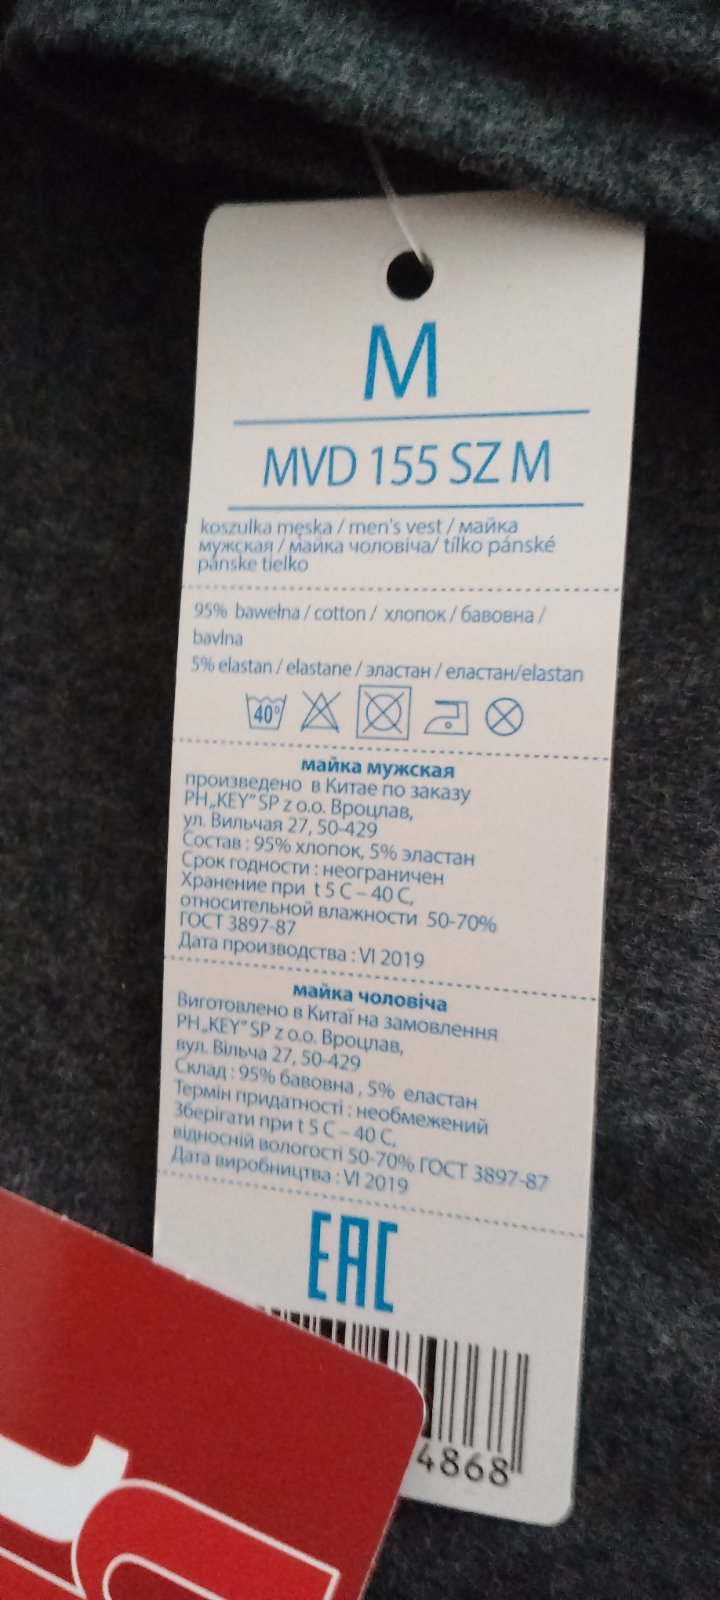 M
MVD 155 SZ M
koszulka męska / men's vest / майка
мужская / майка чоловіча/ tílko pánské
pánske tielko
95% bawełna / cotton / хлопок / бавовна /
bavlna
5% elastan / elastane / эластан / еластан/elastan
40°
майка мужская
произведено в Китае по заказу
PH„KEY" SP z o.o. Вроцлав,
ул. Вильчая 27, 50-429
Состав : 95% хлопок, 5% эластан
Срок годности : неограничен
Хранение при t 5 C – 40 C,
относительной влажности 50-70%
ГОСТ 3897-87
Дата производства : VI 2019
майка чоловіча
Виготовлено в Китаї на замовлення
PH„KEY" SP z o.o. Вроцлав,
вул. Вільча 27, 50-429
Склад : 95% бавовна , 5% еластан
Термін придатності : необмежений
Зберігати при t 5 C – 40 C,
відносній вологості 50-70% ГОСТ 3897-87
Дата виробництва : VI 2019
EAC
4868